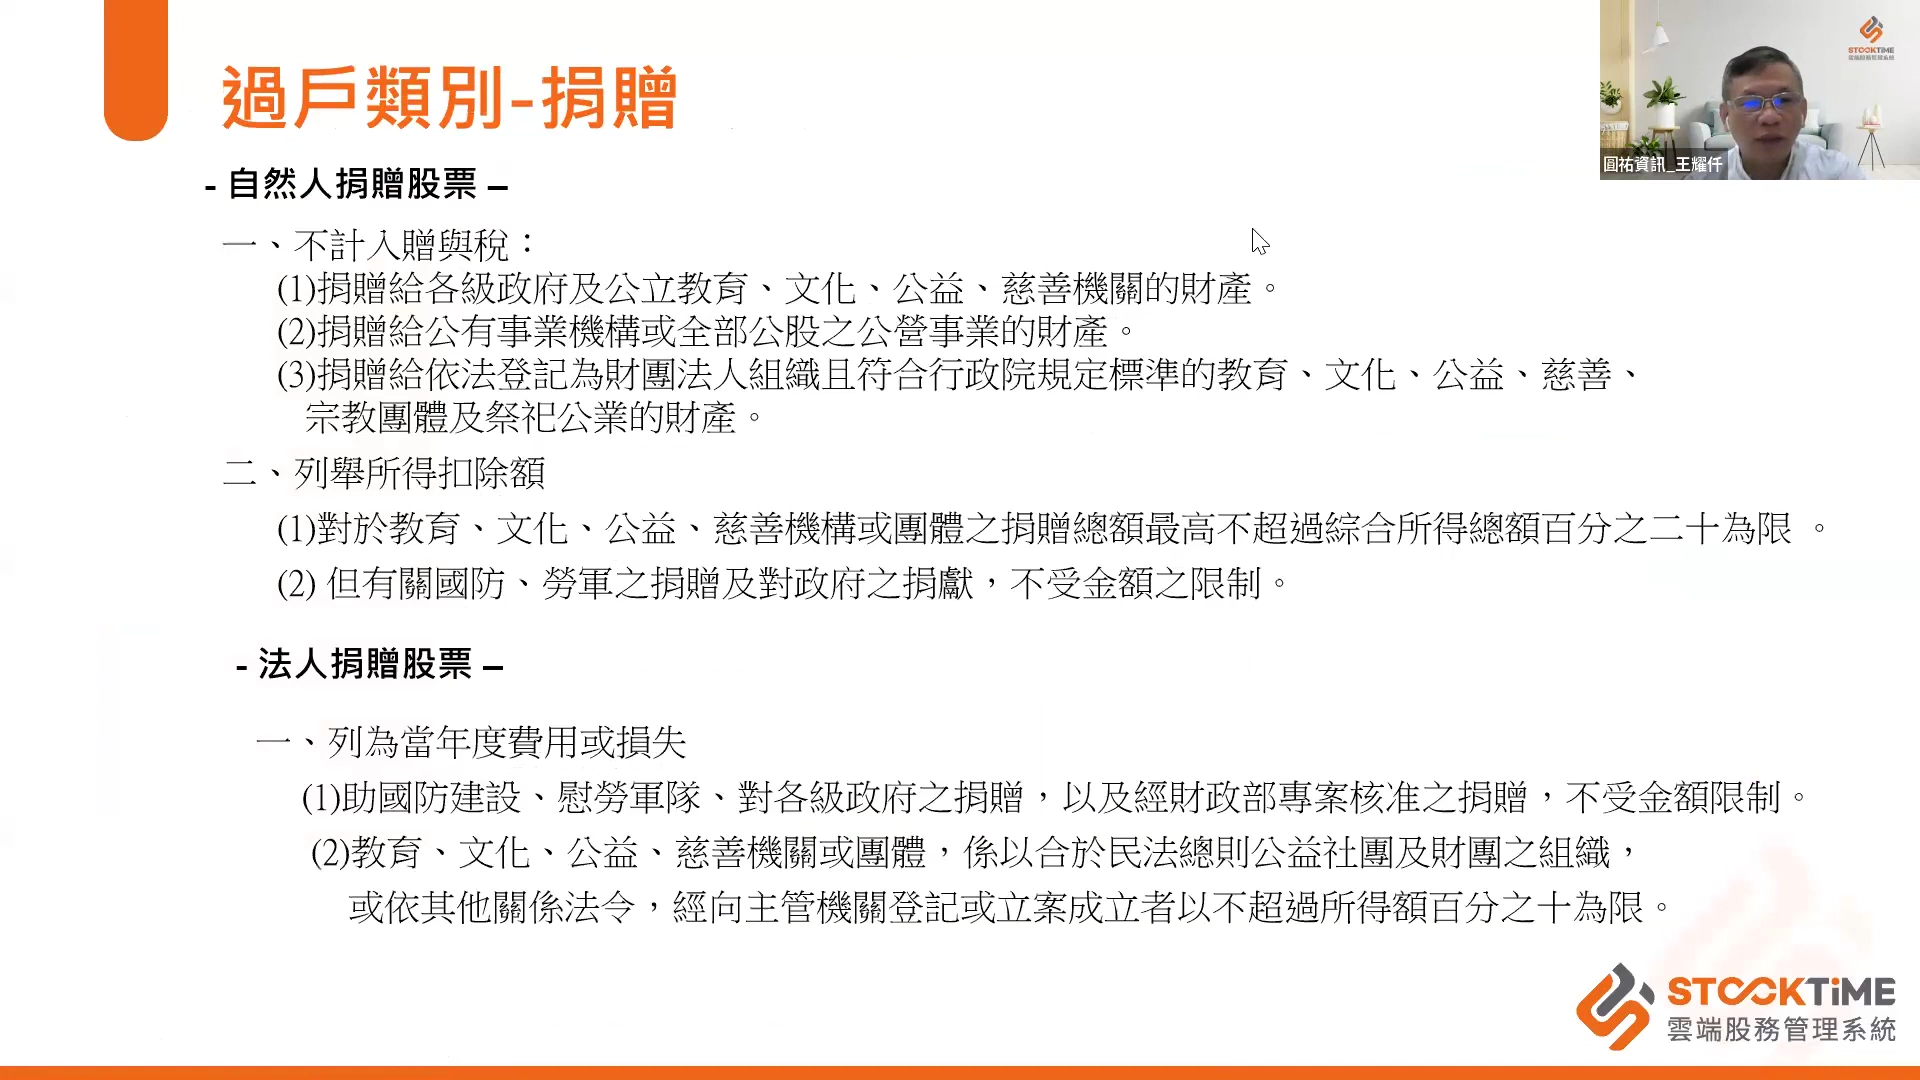 過戶類別-捐贈
STOCKTiME
雲端股務管理系統
圓祐資訊_王耀仟
- 自然人捐贈股票 –
一、不計入贈與稅：
(1)捐贈給各級政府及公立教育、文化、公益、慈善機關的財產。
(2)捐贈給公有事業機構或全部公股之公營事業的財產。
(3)捐贈給依法登記為財團法人組織且符合行政院規定標準的教育、文化、公益、慈善、
宗教團體及祭祀公業的財產。
二、列舉所得扣除額
(1)對於教育、文化、公益、慈善機構或團體之捐贈總額最高不超過綜合所得總額百分之二十為限 。
(2) 但有關國防、勞軍之捐贈及對政府之捐獻，不受金額之限制。
- 法人捐贈股票 –
一、列為當年度費用或損失
(1)助國防建設、慰勞軍隊、對各級政府之捐贈，以及經財政部專案核准之捐贈，不受金額限制。
(2)教育、文化、公益、慈善機關或團體，係以合於民法總則公益社團及財團之組織，
或依其他關係法令，經向主管機關登記或立案成立者以不超過所得額百分之十為限。
STOCKTiME
雲端股務管理系統